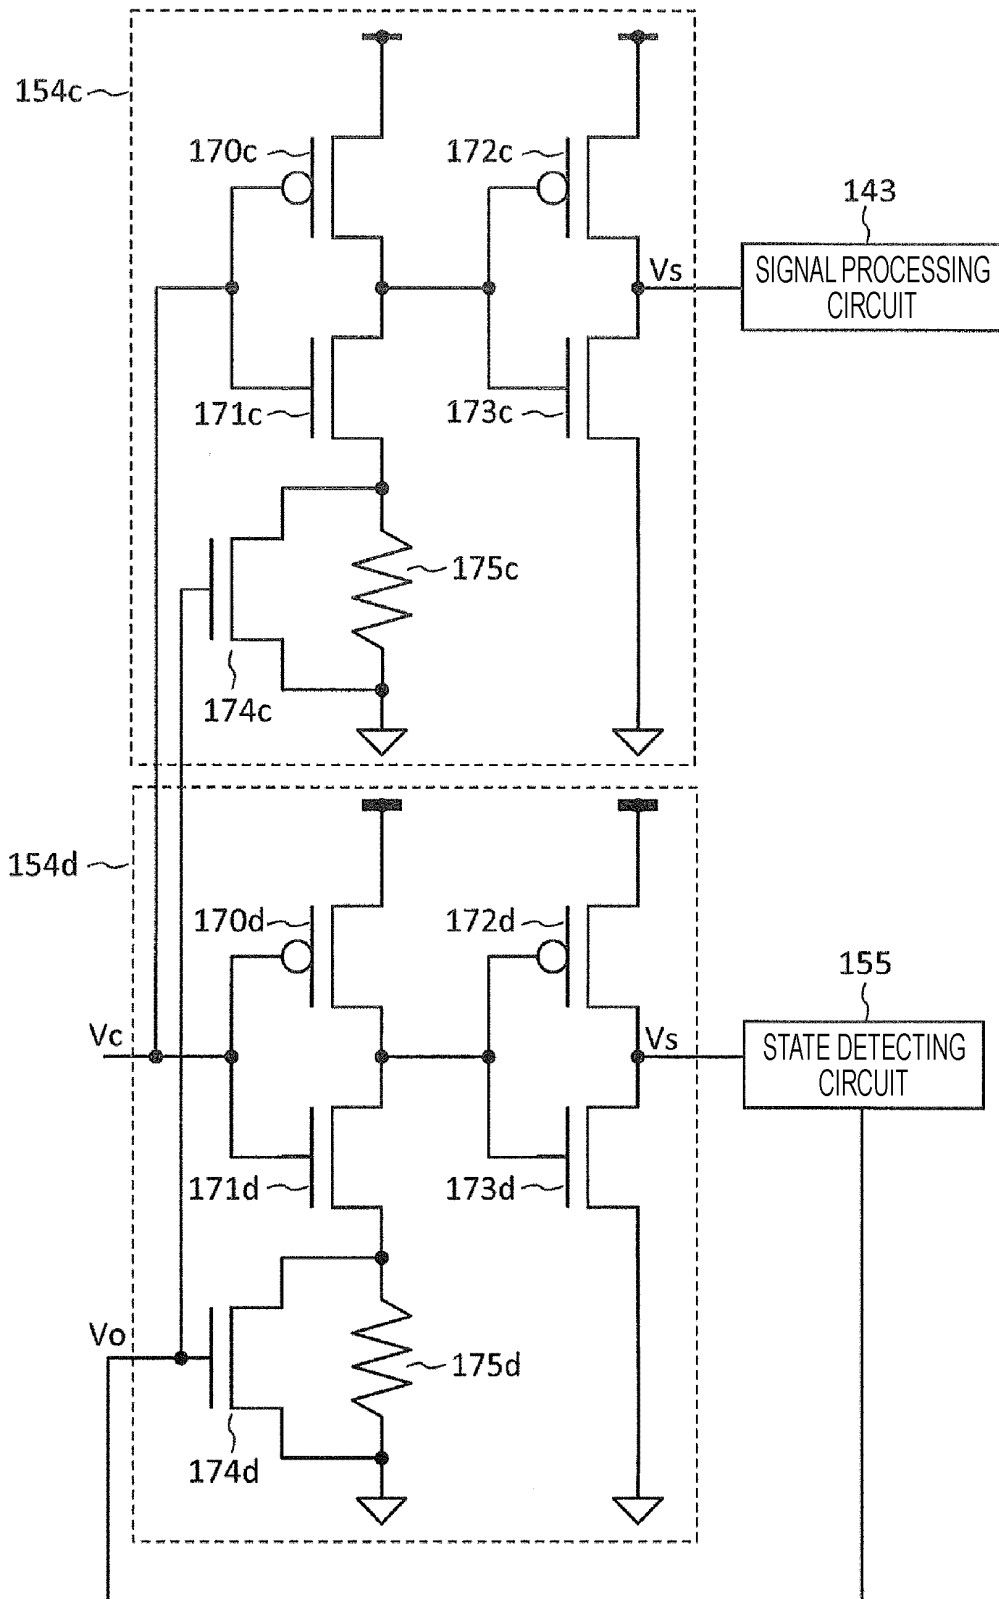 154c
170c
172c
143
Vs
SIGNAL PROCESSING
CIRCUIT
171c
173c
175c
174c
154d
170d
172d
155
Vc
Vs
STATE DETECTING
CIRCUIT
171d
173d
Vo
175d
174d